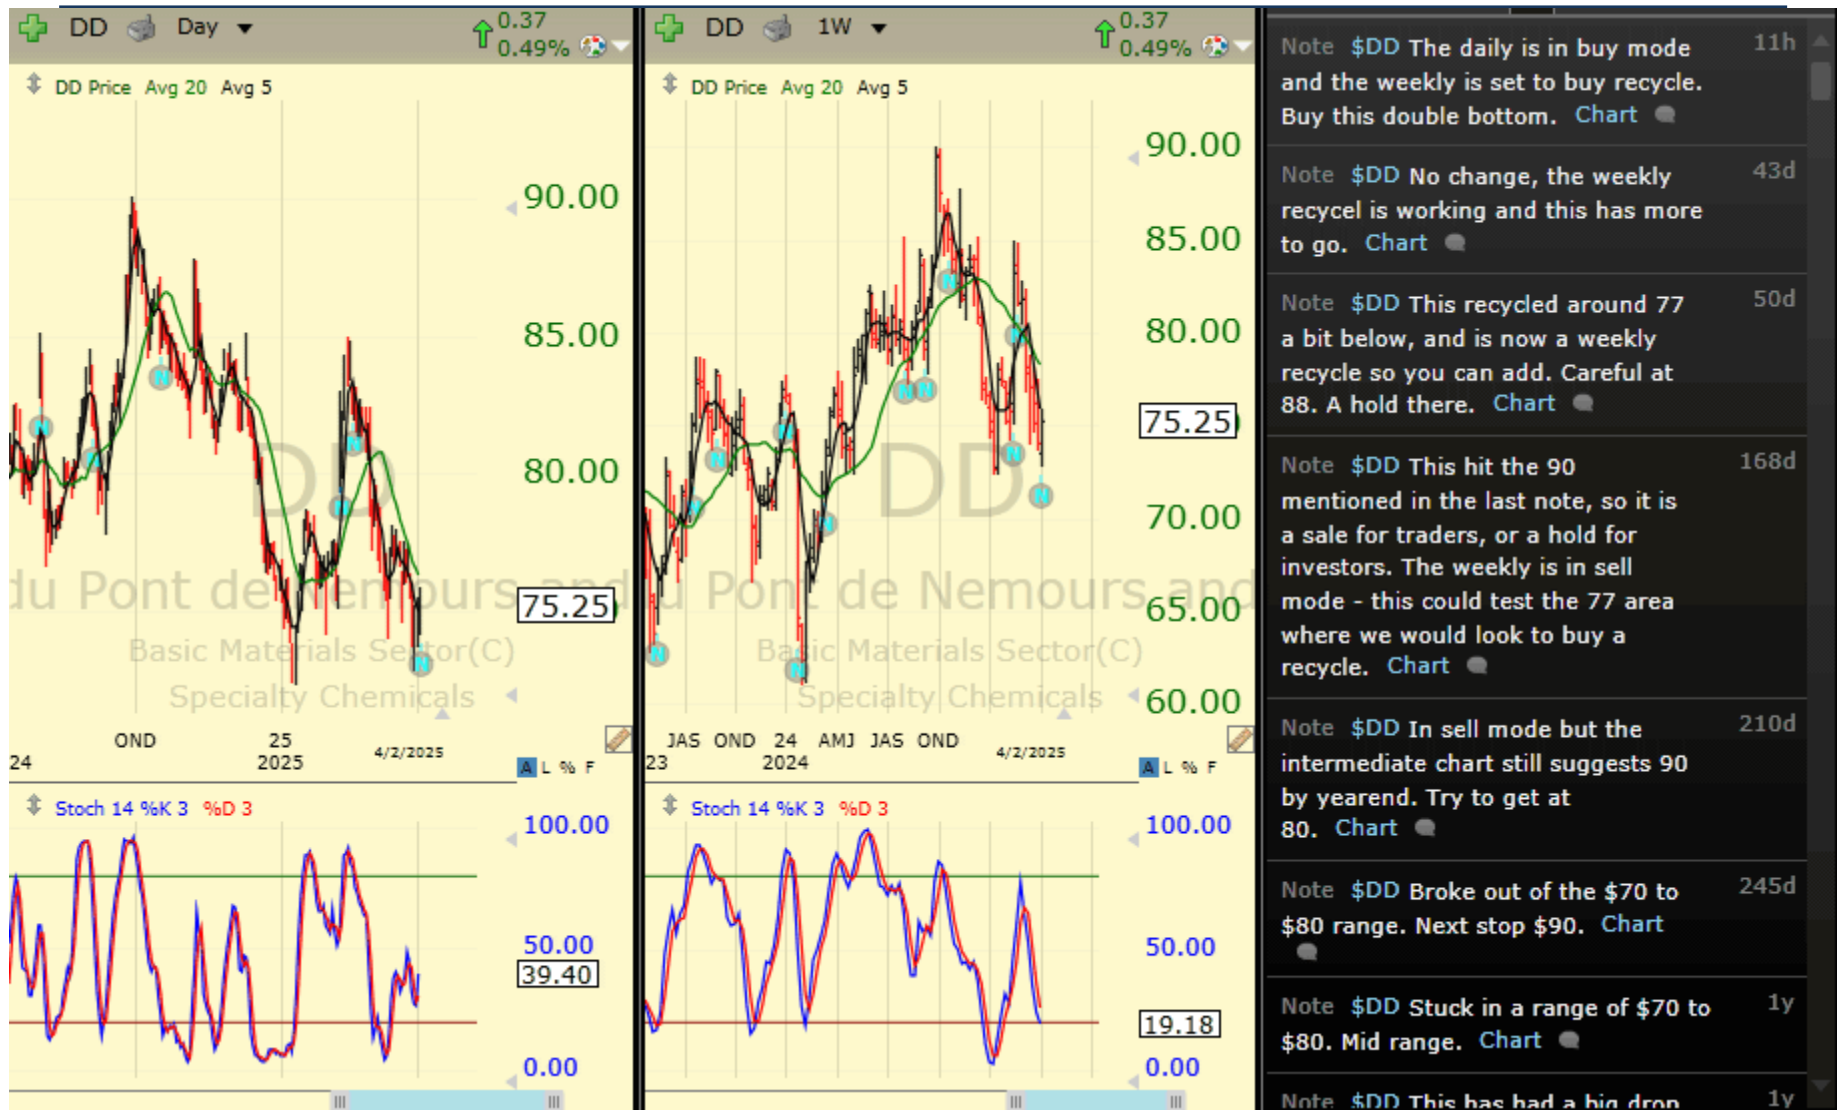 DD Day
0.37
0.49%
DD Price Avg 20 Avg 5
90.00
85.00
80.00
75.25
DD
du Pont de Nemours and
Basic Materials Sector(C)
Specialty Chemicals
OND 25
24 2025 4/2/2025
A L % F
Stoch 14 %K 3 %D 3
100.00
50.00
39.40
0.00
DD 1W
0.37
0.49%
DD Price Avg 20 Avg 5
90.00
85.00
80.00
75.25
70.00
65.00
60.00
DD
du Pont de Nemours and
Basic Materials Sector(C)
Specialty Chemicals
JAS OND 24 AMJ JAS OND
23 2024 4/2/2025
A L % F
Stoch 14 %K 3 %D 3
100.00
50.00
19.18
0.00
Note $DD The daily is in buy mode 11h
and the weekly is set to buy recycle.
Buy this double bottom. Chart
Note $DD No change, the weekly 43d
recycel is working and this has more
to go. Chart
Note $DD This recycled around 77 50d
a bit below, and is now a weekly
recycle so you can add. Careful at
88. A hold there. Chart
Note $DD This hit the 90 168d
mentioned in the last note, so it is
a sale for traders, or a hold for
investors. The weekly is in sell
mode - this could test the 77 area
where we would look to buy a
recycle. Chart
Note $DD In sell mode but the 210d
intermediate chart still suggests 90
by yearend. Try to get at
80. Chart
Note $DD Broke out of the $70 to 245d
$80 range. Next stop $90. Chart
Note $DD Stuck in a range of $70 to 1y
$80. Mid range. Chart
Note $DD This has had a big drop 1y